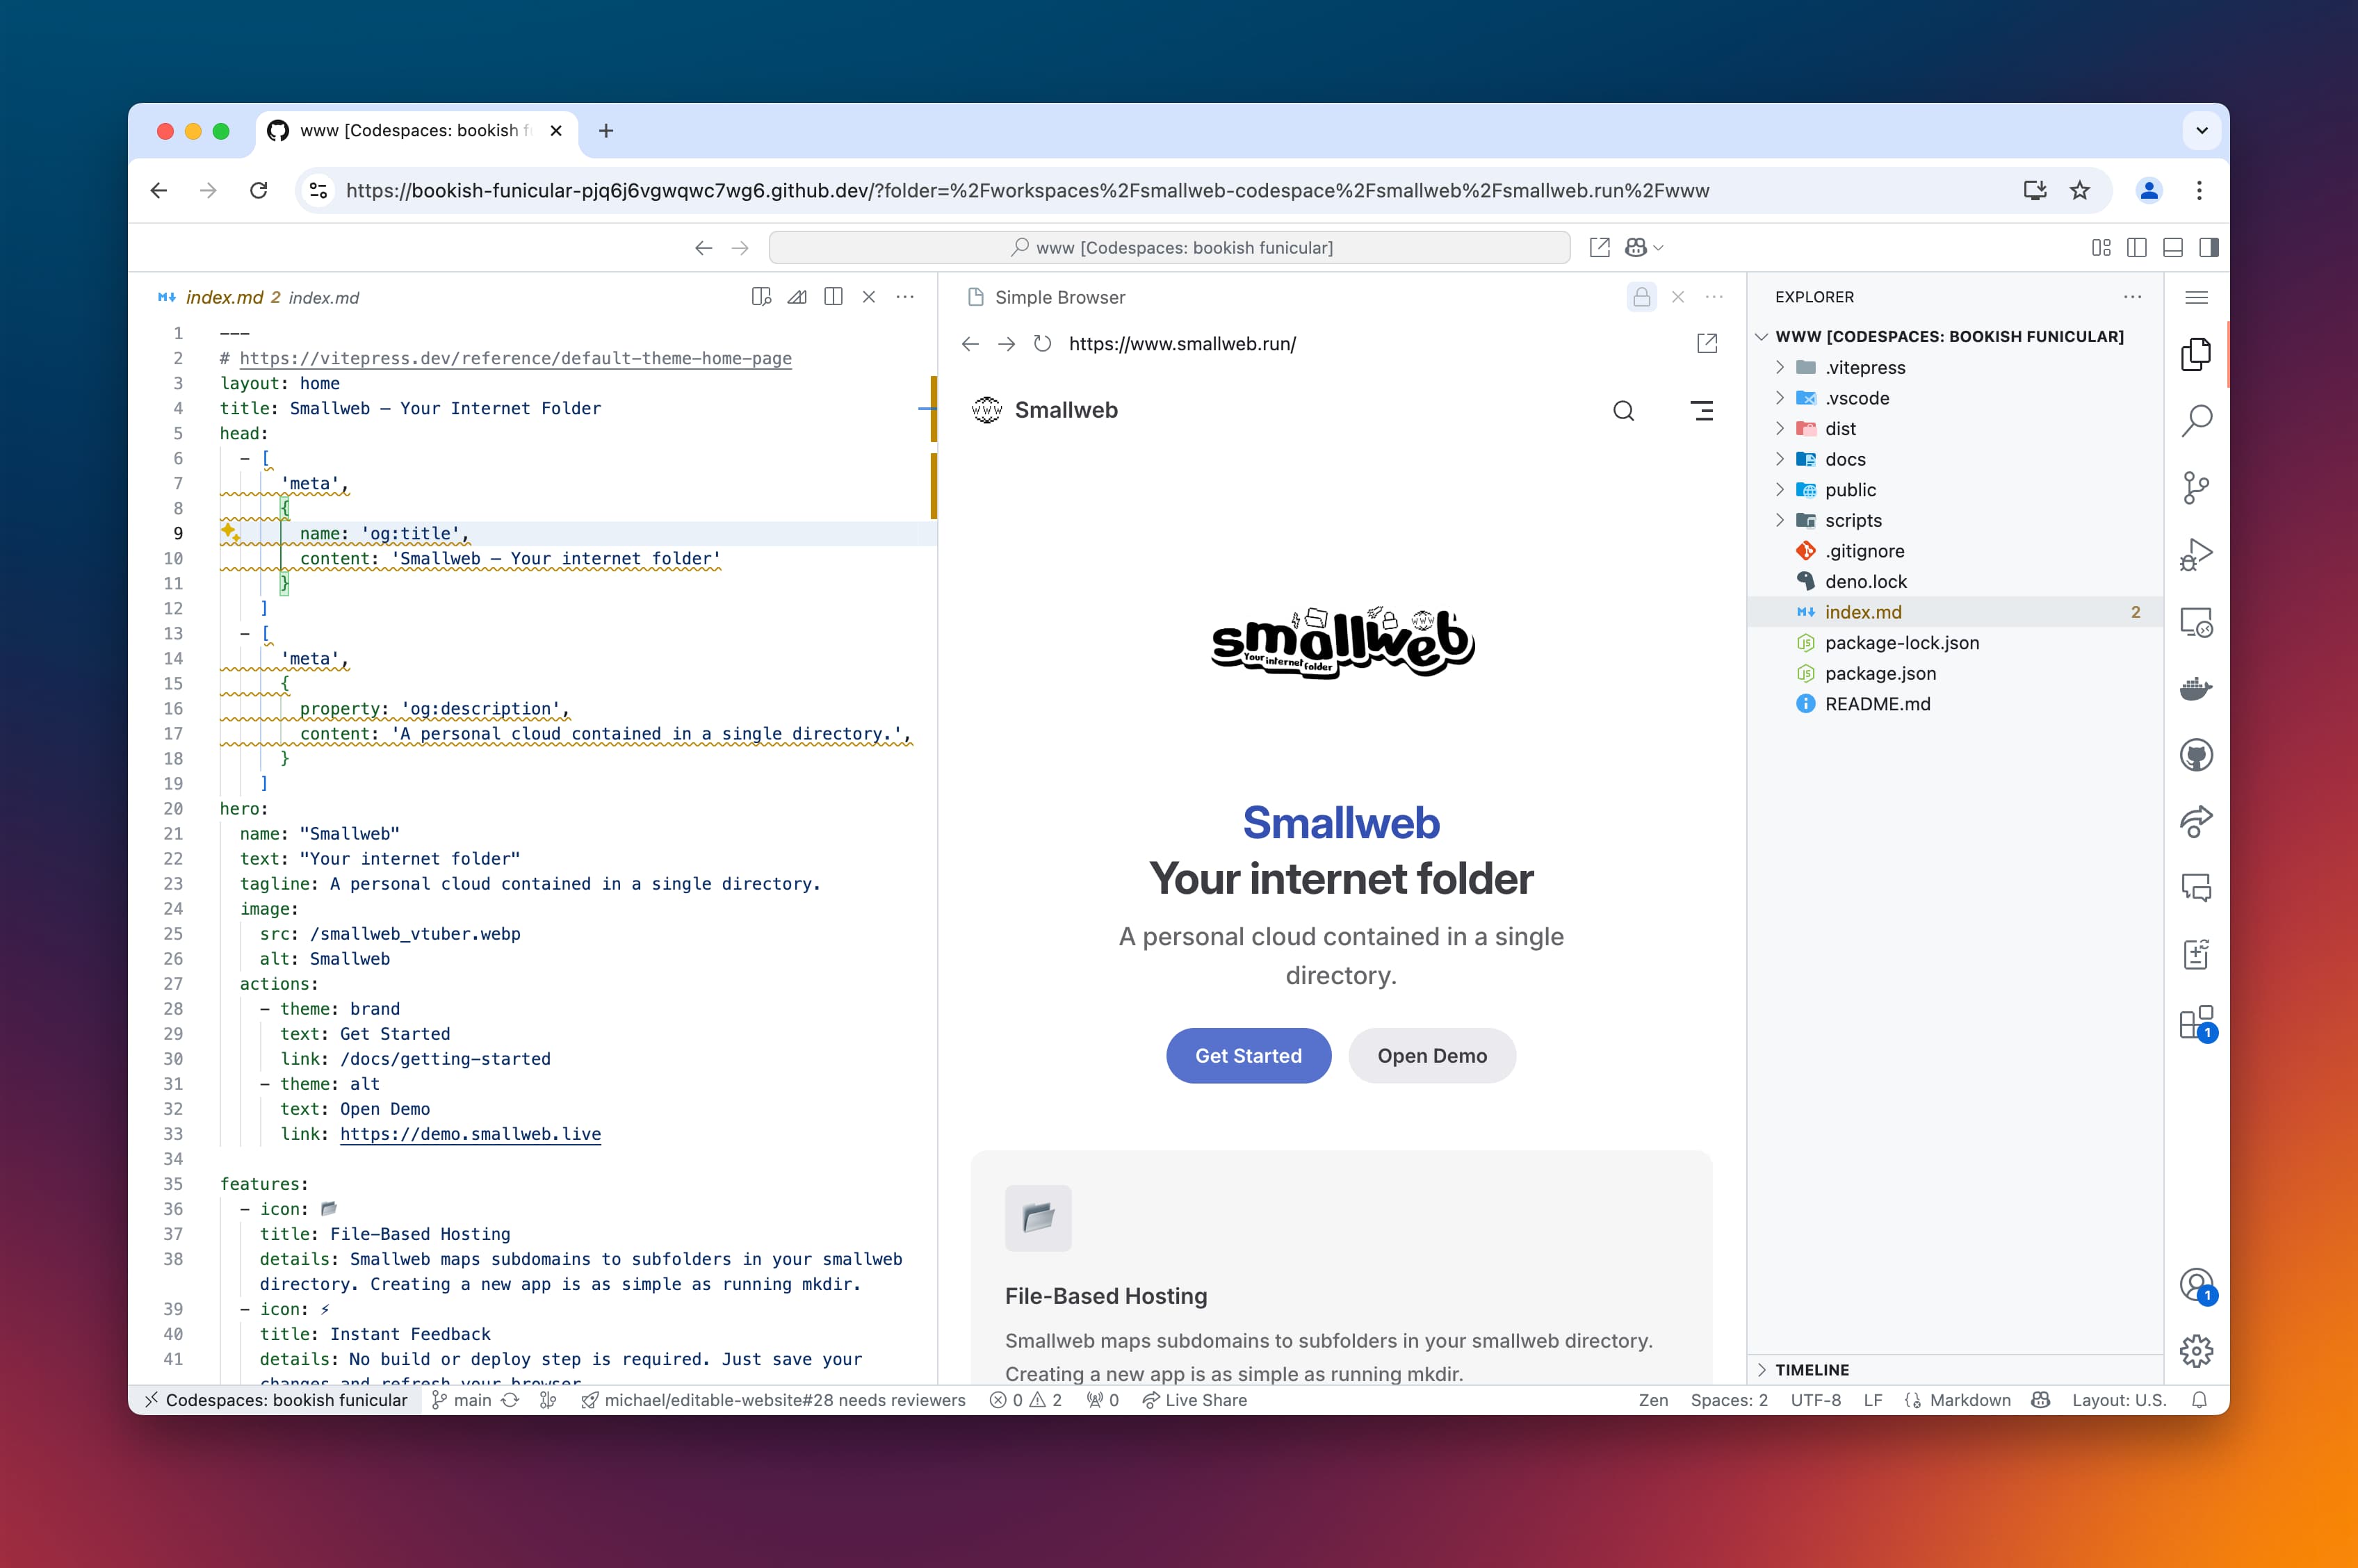 www [Codespaces: bookish f
https://bookish-funicular-pjq6j6vgwqwc7wg6.github.dev/?folder=%2Fworkspaces%2Fsmallweb-codespace%2Fsmallweb%2Fsmallweb.run%2Fwww
www [Codespaces: bookish funicular]
index.md 2 index.md
1 ---
2 # https://vitepress.dev/reference/default-theme-home-page
3 layout: home
4 title: Smallweb – Your Internet Folder
5 head:
6 - [
7 'meta',
8 {
9 name: 'og:title',
10 content: 'Smallweb – Your internet folder'
11 }
12 ]
13 - [
14 'meta',
15 {
16 property: 'og:description',
17 content: 'A personal cloud contained in a single directory.',
18 }
19 ]
20 hero:
21 name: "Smallweb"
22 text: "Your internet folder"
23 tagline: A personal cloud contained in a single directory.
24 image:
25 src: /smallweb_vtuber.webp
26 alt: Smallweb
27 actions:
28 - theme: brand
29 text: Get Started
30 link: /docs/getting-started
31 - theme: alt
32 text: Open Demo
33 link: https://demo.smallweb.live
34
35 features:
36 - icon: 📂
37 title: File-Based Hosting
38 details: Smallweb maps subdomains to subfolders in your smallweb
directory. Creating a new app is as simple as running mkdir.
39 - icon: ⚡
40 title: Instant Feedback
41 details: No build or deploy step is required. Just save your
changes and refresh your browser
Simple Browser
https://www.smallweb.run/
WWW Smallweb
smallweb
Your internet folder
Smallweb
Your internet folder
A personal cloud contained in a single
directory.
Get Started
Open Demo
File-Based Hosting
Smallweb maps subdomains to subfolders in your smallweb directory.
Creating a new app is as simple as running mkdir.
EXPLORER
WWW [CODESPACES: BOOKISH FUNICULAR]
.vitepress
.vscode
dist
docs
public
scripts
.gitignore
deno.lock
index.md 2
package-lock.json
package.json
README.md
TIMELINE
1
1
Codespaces: bookish funicular main michael/editable-website#28 needs reviewers 0 2 0 Live Share Zen Spaces: 2 UTF-8 LF Markdown Layout: U.S.